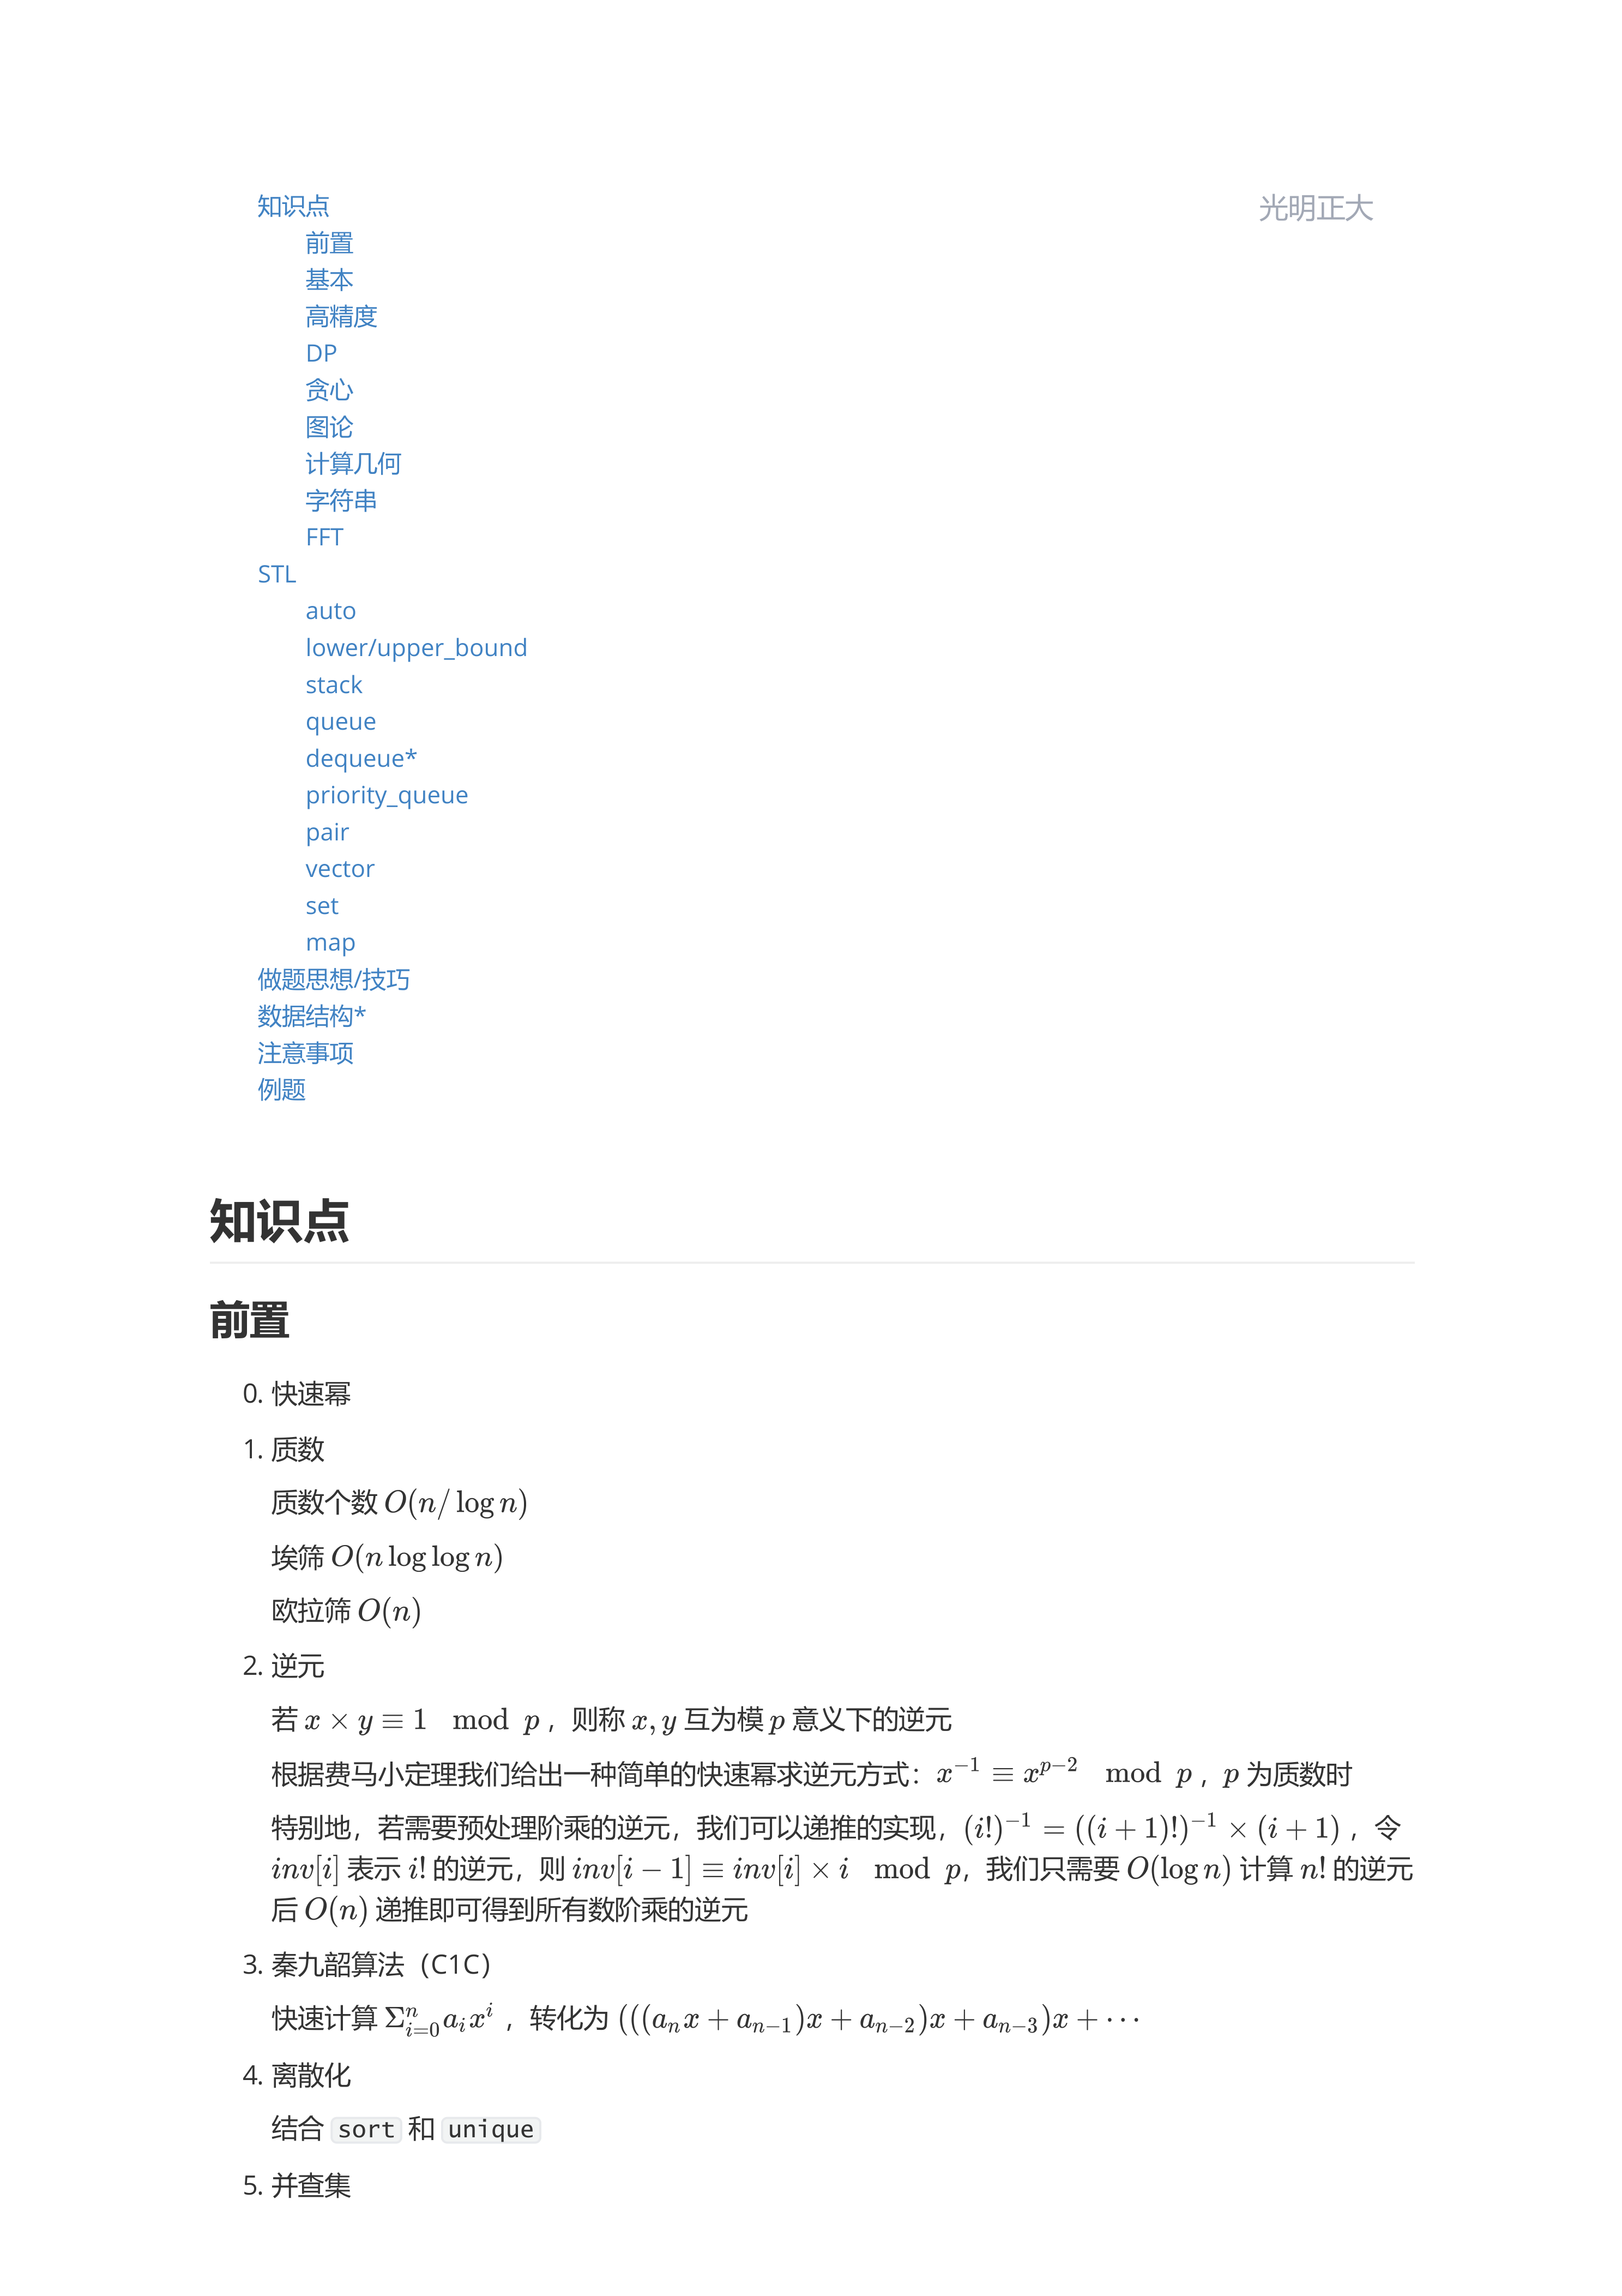 知识点
光明正大
前置
基本
高精度
DP
贪心
图论
计算几何
字符串
FFT
STL
auto
lower/upper_bound
stack
queue
dequeue*
priority_queue
pair
vector
set
map
做题思想/技巧
数据结构*
注意事项
例题
知识点
前置
0. 快速幂
1. 质数
质数个数 O(n/ log n)
埃筛 O(n log log n)
欧拉筛 O(n)
2. 逆元
若 x × y ≡ 1 mod p ，则称 x, y 互为模 p 意义下的逆元
根据费马小定理我们给出一种简单的快速幂求逆元方式：x^{-1} ≡ x^{p-2} mod p ，p 为质数时
特别地，若需要预处理阶乘的逆元，我们可以递推的实现，(i!)^{-1} = ((i + 1)!)^{-1} × (i + 1) ，令
inv[i] 表示 i! 的逆元，则 inv[i − 1] ≡ inv[i] × i mod p，我们只需要 O(log n) 计算 n! 的逆元
后 O(n) 递推即可得到所有数阶乘的逆元
3. 秦九韶算法（C1C）
快速计算 Σ_{i=0}^{n} a_i x^i ，转化为 (((a_n x + a_{n-1})x + a_{n-2})x + a_{n-3})x + ⋯
4. 离散化
结合 sort 和 unique
5. 并查集